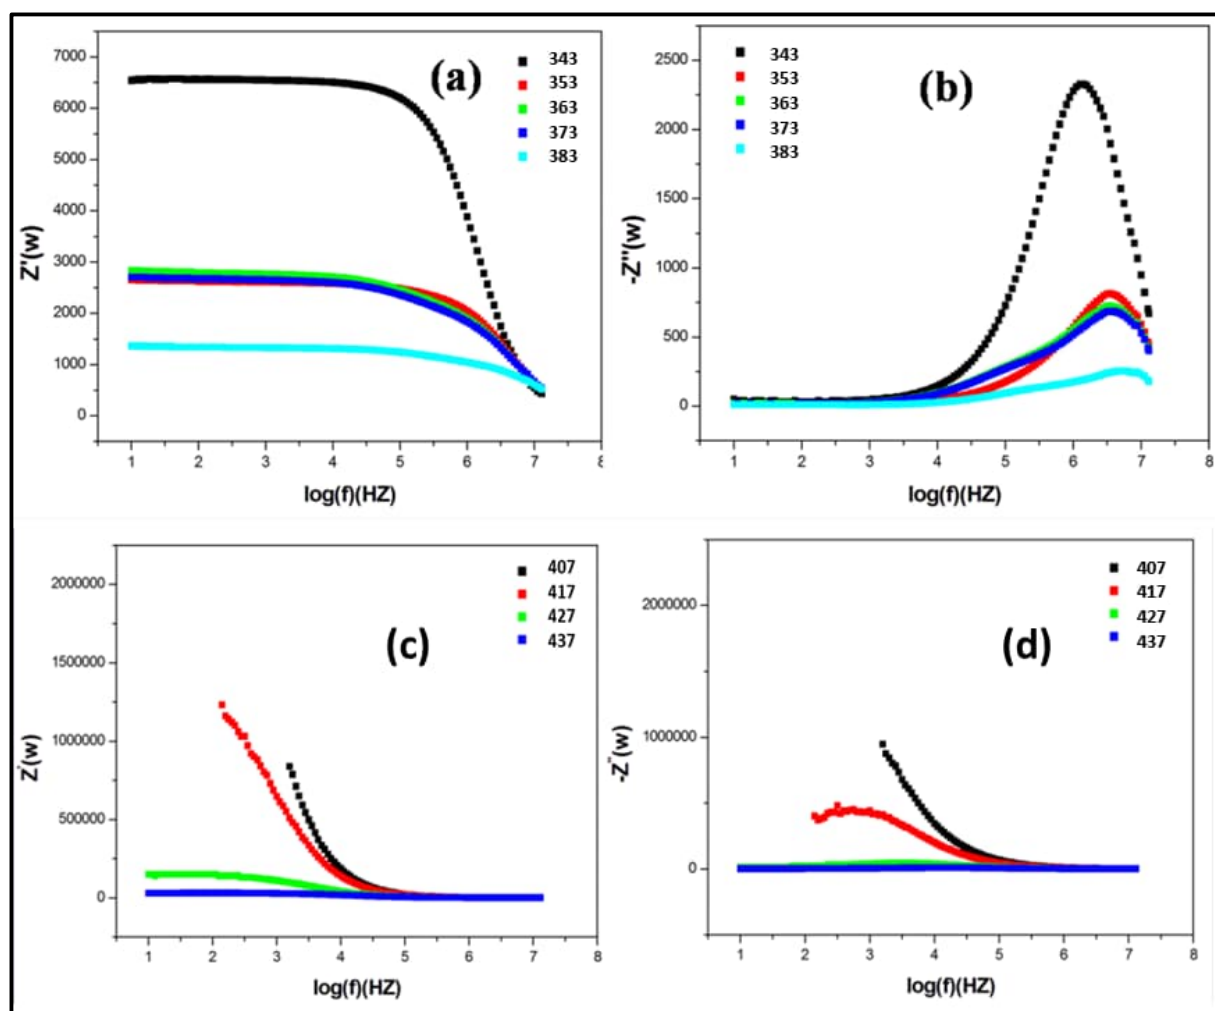 (a)
343
353
363
373
383
7000
6000
5000
4000
3000
2000
1000
0
Z'(w)
1 2 3 4 5 6 7 8
log(f)(HZ)
(b)
343
353
363
373
383
2500
2000
1500
1000
500
0
-Z''(w)
1 2 3 4 5 6 7 8
log(f)(HZ)
(c)
407
417
427
437
2000000
1500000
1000000
500000
0
Z'(w)
1 2 3 4 5 6 7 8
log(f)(HZ)
(d)
407
417
427
437
2000000
1000000
0
-Z''(w)
1 2 3 4 5 6 7 8
log(f)(HZ)